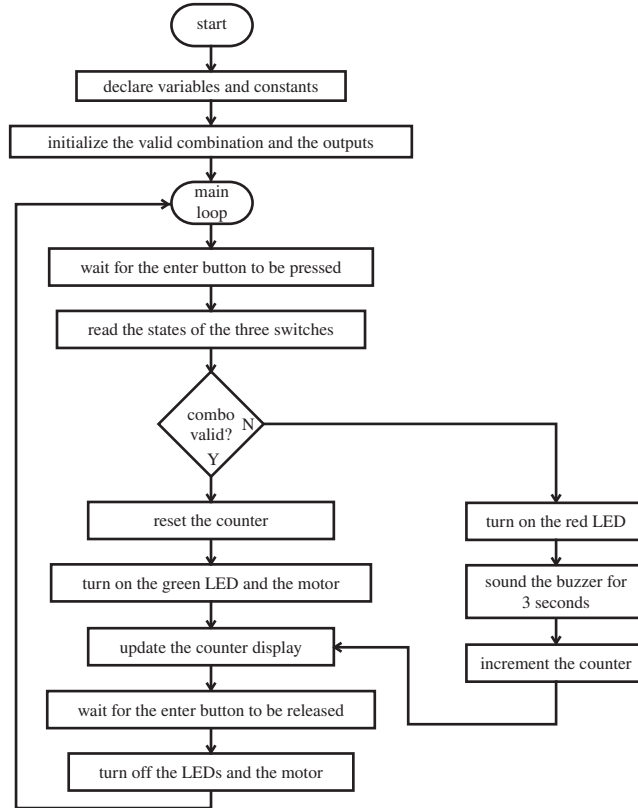 start
declare variables and constants
initialize the valid combination and the outputs
main
loop
wait for the enter button to be pressed
read the states of the three switches
combo
valid?
N
Y
reset the counter
turn on the green LED and the motor
update the counter display
wait for the enter button to be released
turn off the LEDs and the motor
turn on the red LED
sound the buzzer for
3 seconds
increment the counter